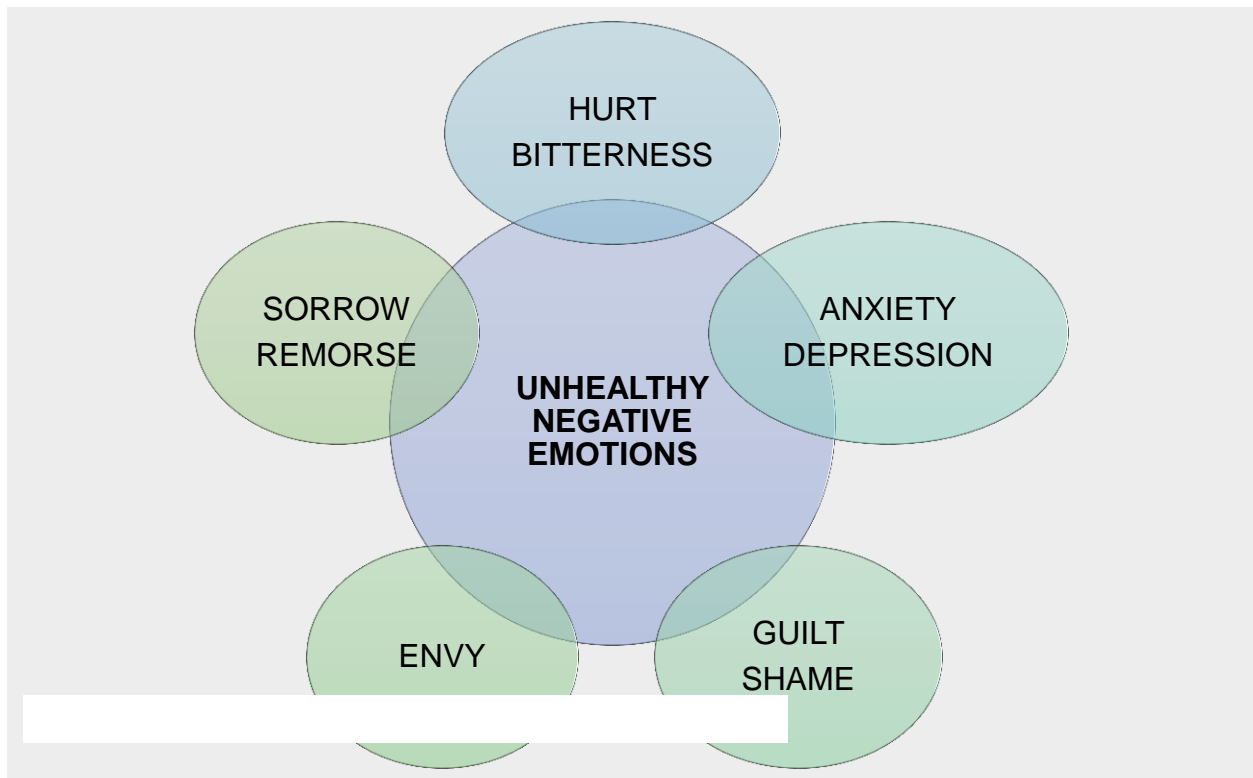 HURT
BITTERNESS
SORROW
REMORSE
ANXIETY
DEPRESSION
UNHEALTHY
NEGATIVE
EMOTIONS
ENVY
GUILT
SHAME